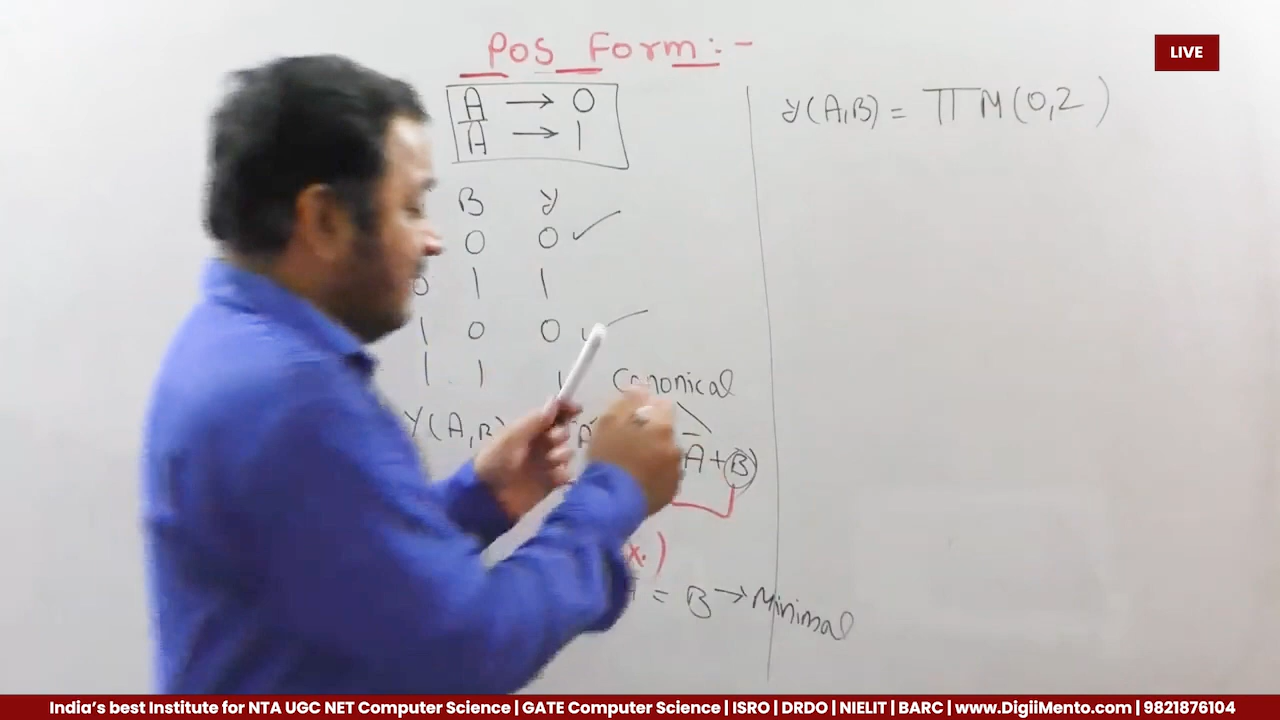 POS Form:-
LIVE
A → 0
Ā → 1
y(A,B) = ΠM(0,2)
B y
0 0 ✓
0 1 1
1 0 0
1 1 1
Canonical
Y(A,B)
Ā+B)
x.)
= B → Minimal
India's best Institute for NTA UGC NET Computer Science | GATE Computer Science | ISRO | DRDO | NIELIT | BARC | www.DigiiMento.com | 9821876104